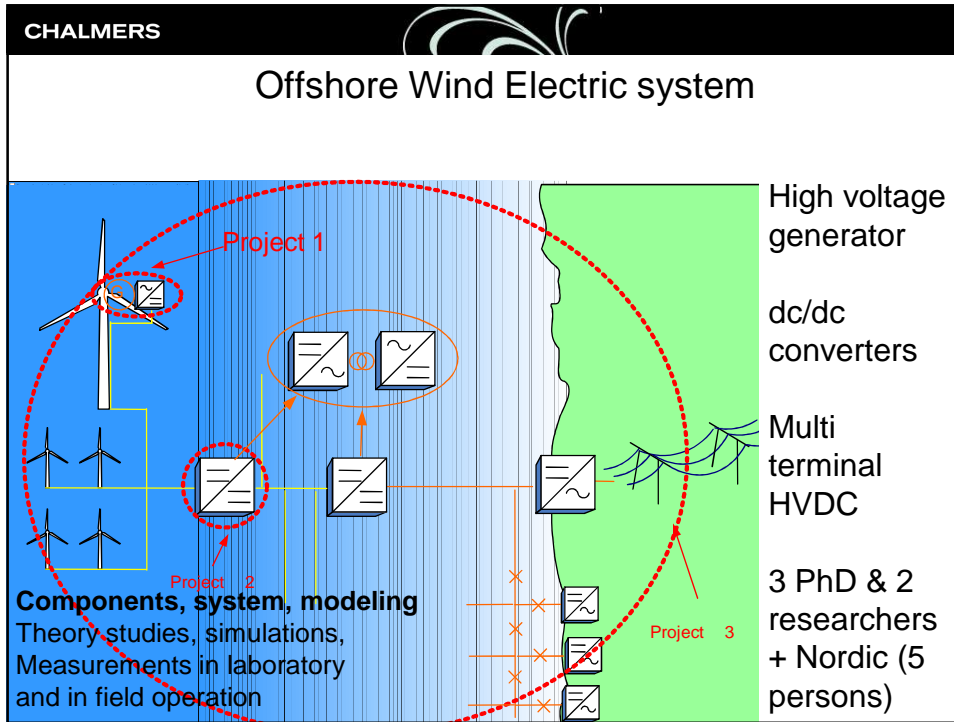 CHALMERS
Offshore Wind Electric system
Project 1
High voltage
generator
dc/dc
converters
Multi
terminal
HVDC
3 PhD & 2
researchers
+ Nordic (5
persons)
Project 2
Project 3
Components, system, modeling
Theory studies, simulations,
Measurements in laboratory
and in field operation